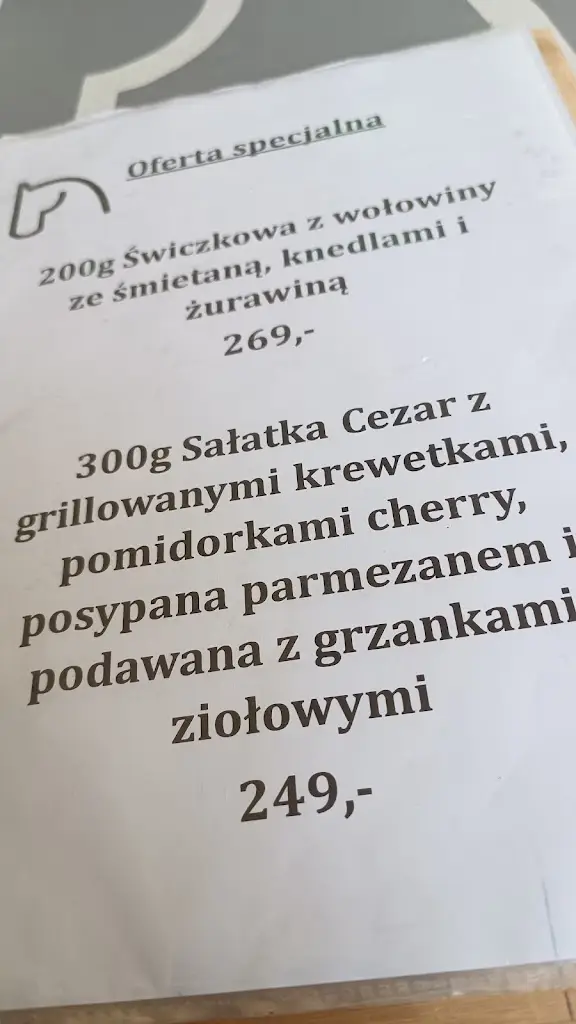 Oferta specjalna
200g Świczkowa z wołowiny
ze śmietaną, knedlami i
żurawiną
269,-
300g Sałatka Cezar z
grillowanymi krewetkami,
pomidorkami cherry,
posypana parmezanem i
podawana z grzankami
ziołowymi
249,-